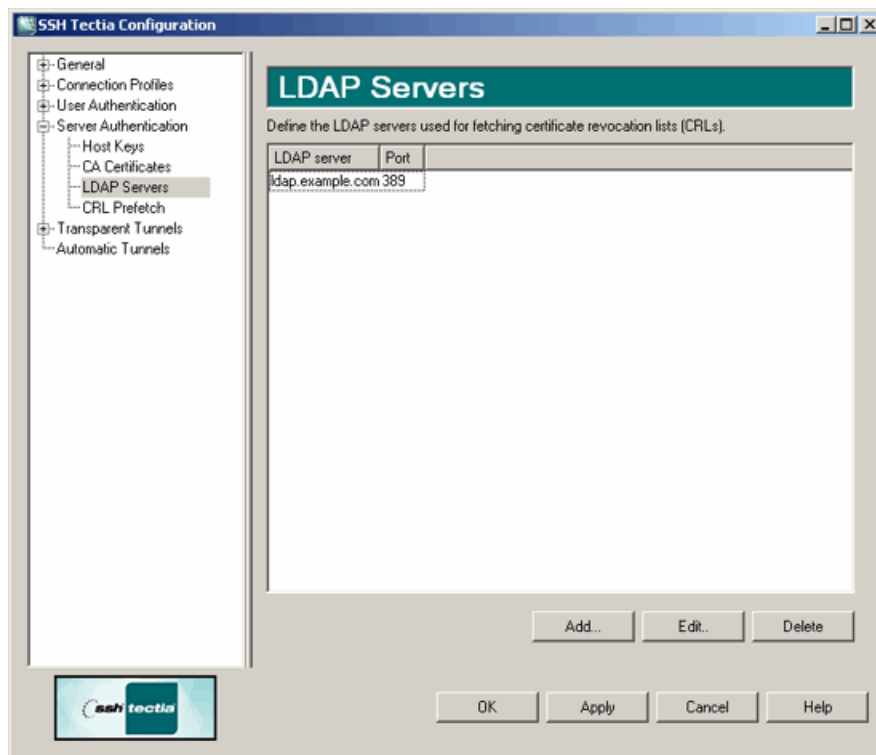 SSH Tectia Configuration
General
Connection Profiles
User Authentication
Server Authentication
Host Keys
CA Certificates
LDAP Servers
CRL Prefetch
Transparent Tunnels
Automatic Tunnels
LDAP Servers
Define the LDAP servers used for fetching certificate revocation lists (CRLs).
LDAP server Port
ldap.example.com 389
Add... Edit.. Delete
ssh tectia
OK Apply Cancel Help